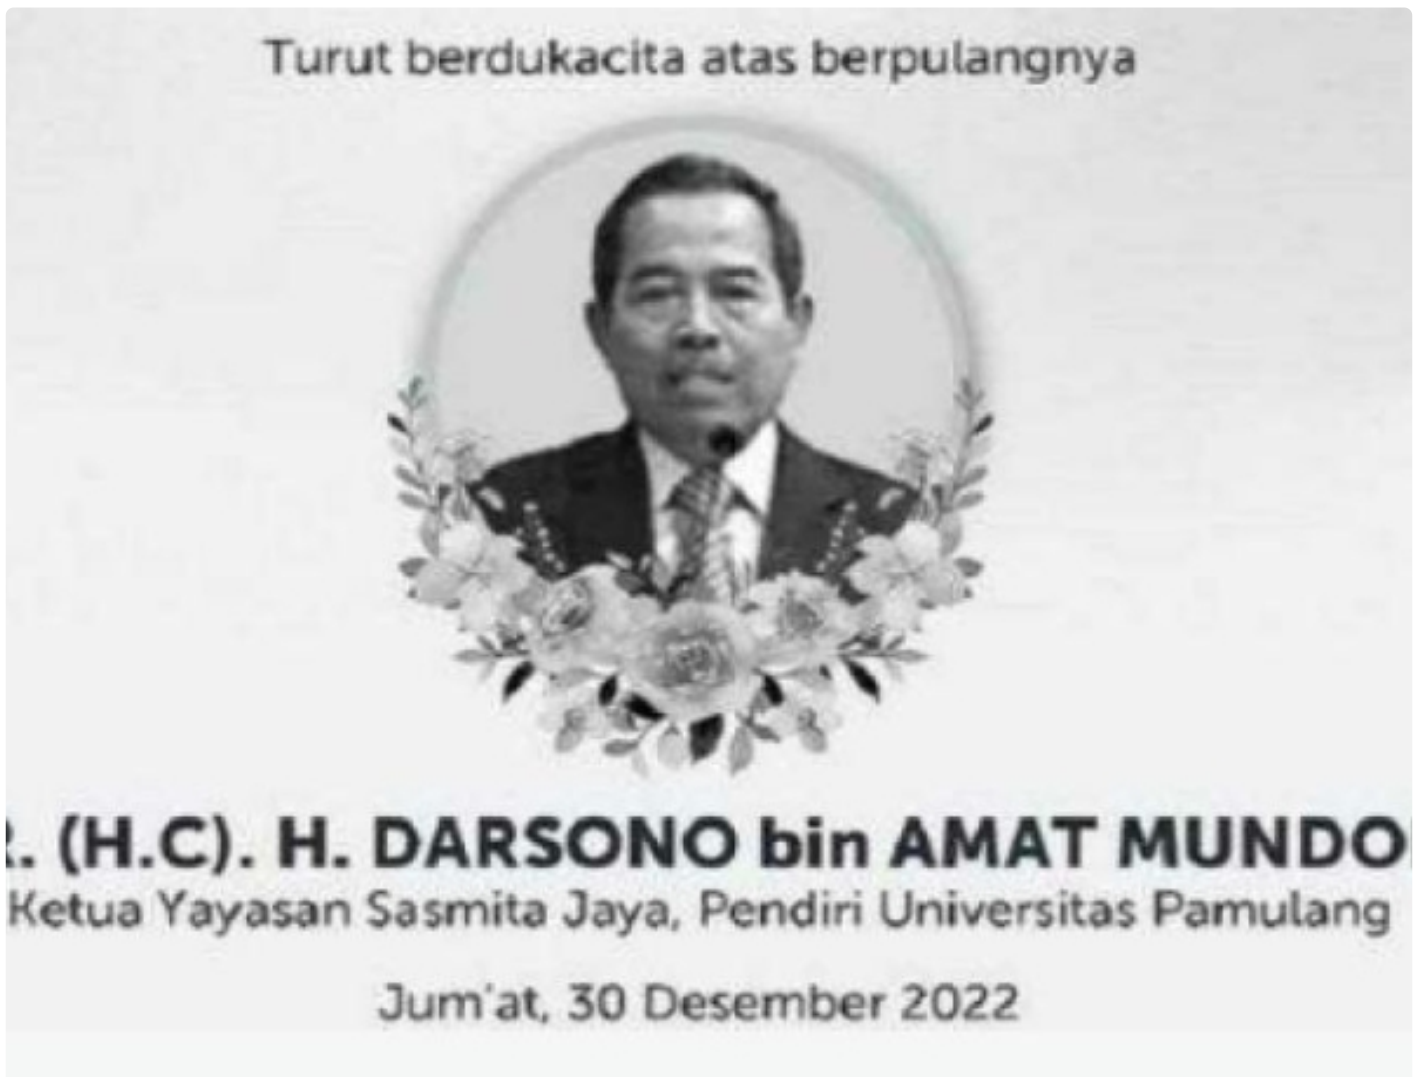 Turut berdukacita atas berpulangnya
(H.C). H. DARSONO bin AMAT
Ketua Yayasan Sasmita Jaya, Pendiri Universitas Pamulang
Jum'at, 30 Desember 2022